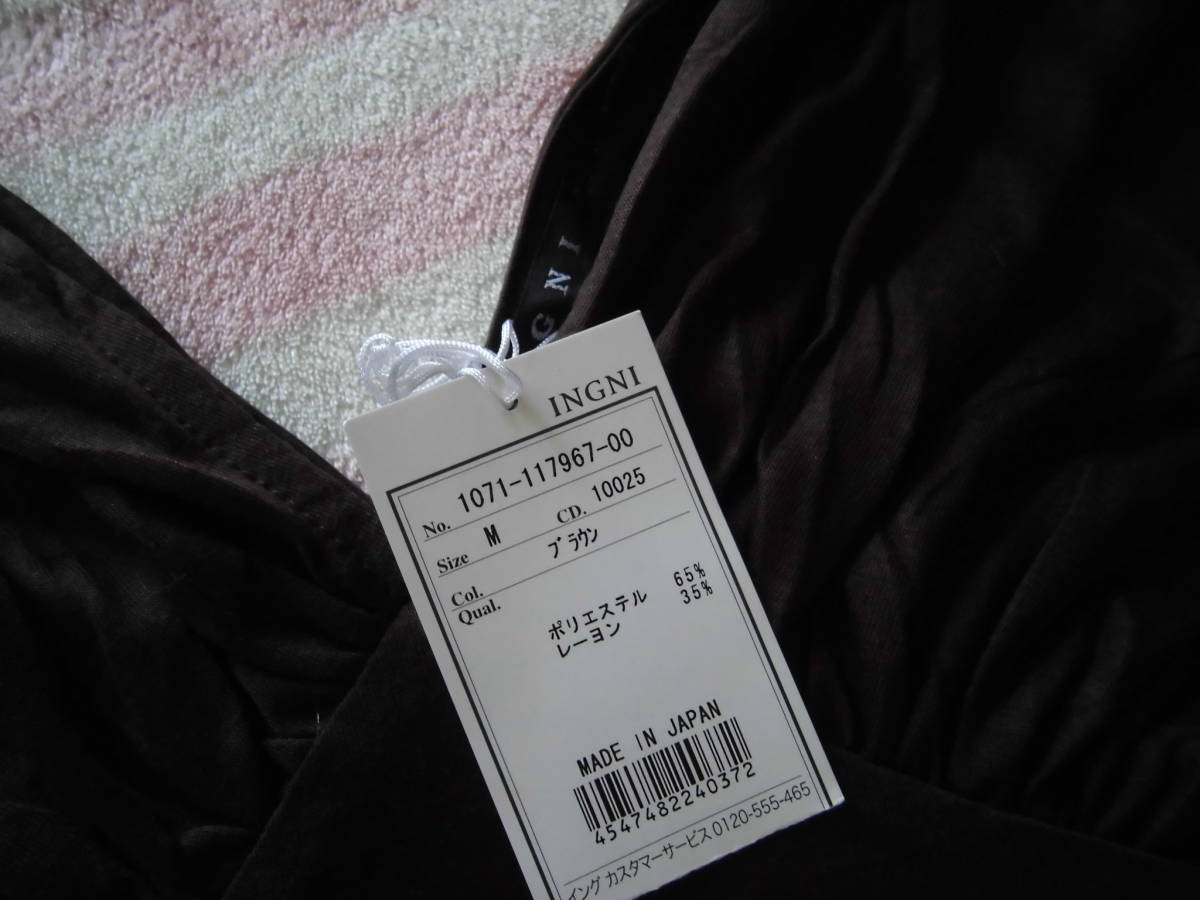 GNI
INGNI
No. 1071-117967-00
Size M CD. 10025
Col. ブラウン
Qual.
ポリエステル 65%
レーヨン 35%
MADE IN JAPAN
4547482240372
イング カスタマーサービス 0120-555-465